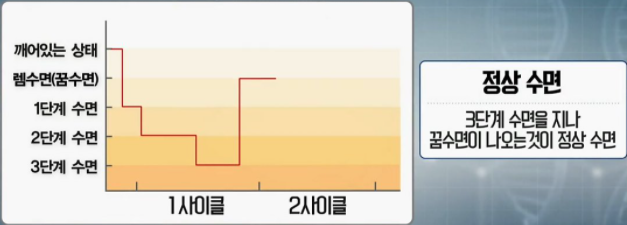 깨어있는 상태
렘수면(꿈수면)
1단계 수면
2단계 수면
3단계 수면
1사이클
2사이클
정상 수면
3단계 수면을 지나
꿈수면이 나오는것이 정상 수면